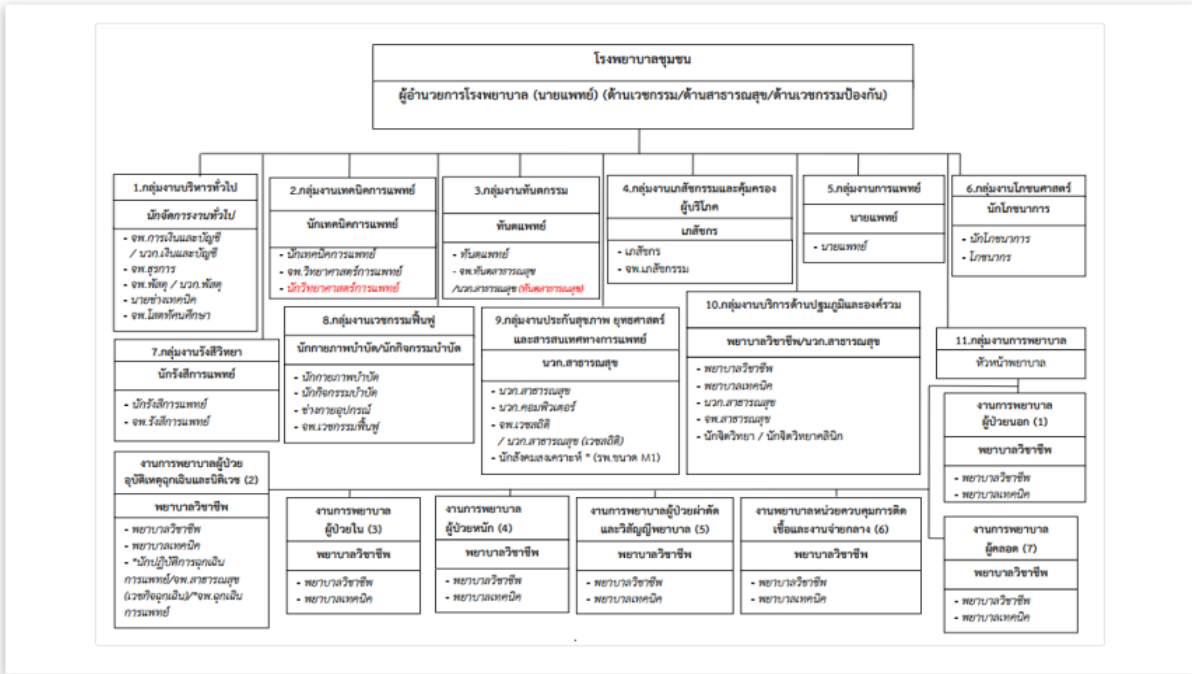 โรงพยาบาลชุมชน
ผู้อำนวยการโรงพยาบาล (นายแพทย์) (ด้านเวชกรรม/ด้านสาธารณสุข/ด้านเวชกรรมป้องกัน)
1.กลุ่มงานบริหารทั่วไป
นักจัดการงานทั่วไป
- จพ.การเงินและบัญชี
/ นวก.เงินและบัญชี
- จพ.ธุรการ
- จพ.พัสดุ / นวก.พัสดุ
- นายช่างเทคนิค
- จพ.โสตทัศนศึกษา
2.กลุ่มงานเทคนิคการแพทย์
นักเทคนิคการแพทย์
- นักเทคนิคการแพทย์
- จพ.วิทยาศาสตร์การแพทย์
- นักวิทยาศาสตร์การแพทย์
3.กลุ่มงานทันตกรรม
ทันตแพทย์
- ทันตแพทย์
- จพ.ทันตสาธารณสุข
/นวก.สาธารณสุข (ทันตสาธารณสุข)
4.กลุ่มงานเภสัชกรรมและคุ้มครอง
ผู้บริโภค
เภสัชกร
- เภสัชกร
- จพ.เภสัชกรรม
5.กลุ่มงานการแพทย์
นายแพทย์
- นายแพทย์
6.กลุ่มงานโภชนศาสตร์
นักโภชนาการ
- นักโภชนาการ
- โภชนากร
7.กลุ่มงานรังสีวิทยา
นักรังสีการแพทย์
- นักรังสีการแพทย์
- จพ.รังสีการแพทย์
8.กลุ่มงานเวชกรรมฟื้นฟู
นักกายภาพบำบัด/นักกิจกรรมบำบัด
- นักกายภาพบำบัด
- นักกิจกรรมบำบัด
- ช่างกายอุปกรณ์
- จพ.เวชกรรมฟื้นฟู
9.กลุ่มงานประกันสุขภาพ ยุทธศาสตร์
และสารสนเทศทางการแพทย์
นวก.สาธารณสุข
- นวก.สาธารณสุข
- นวก.คอมพิวเตอร์
- จพ.เวชสถิติ
/ นวก.สาธารณสุข (เวชสถิติ)
- นักสังคมสงเคราะห์ * (รพ.ขนาด M1)
10.กลุ่มงานบริการด้านปฐมภูมิและองค์รวม
พยาบาลวิชาชีพ/นวก.สาธารณสุข
- พยาบาลวิชาชีพ
- พยาบาลเทคนิค
- นวก.สาธารณสุข
- จพ.สาธารณสุข
- นักจิตวิทยา / นักจิตวิทยาคลินิก
11.กลุ่มงานการพยาบาล
หัวหน้าพยาบาล
งานการพยาบาล
ผู้ป่วยนอก (1)
พยาบาลวิชาชีพ
- พยาบาลวิชาชีพ
- พยาบาลเทคนิค
งานการพยาบาลผู้ป่วย
อุบัติเหตุฉุกเฉินและนิติเวช (2)
พยาบาลวิชาชีพ
- พยาบาลวิชาชีพ
- พยาบาลเทคนิค
- *นักปฏิบัติการฉุกเฉิน
การแพทย์/จพ.สาธารณสุข
(เวชกิจฉุกเฉิน)/*จพ.ฉุกเฉิน
การแพทย์
งานการพยาบาล
ผู้ป่วยใน (3)
พยาบาลวิชาชีพ
- พยาบาลวิชาชีพ
- พยาบาลเทคนิค
งานการพยาบาล
ผู้ป่วยหนัก (4)
พยาบาลวิชาชีพ
- พยาบาลวิชาชีพ
- พยาบาลเทคนิค
งานการพยาบาลผู้ป่วยผ่าตัด
และวิสัญญีพยาบาล (5)
พยาบาลวิชาชีพ
- พยาบาลวิชาชีพ
- พยาบาลเทคนิค
งานพยาบาลหน่วยควบคุมการติด
เชื้อและงานจ่ายกลาง (6)
พยาบาลวิชาชีพ
- พยาบาลวิชาชีพ
- พยาบาลเทคนิค
งานการพยาบาล
ผู้คลอด (7)
พยาบาลวิชาชีพ
- พยาบาลวิชาชีพ
- พยาบาลเทคนิค